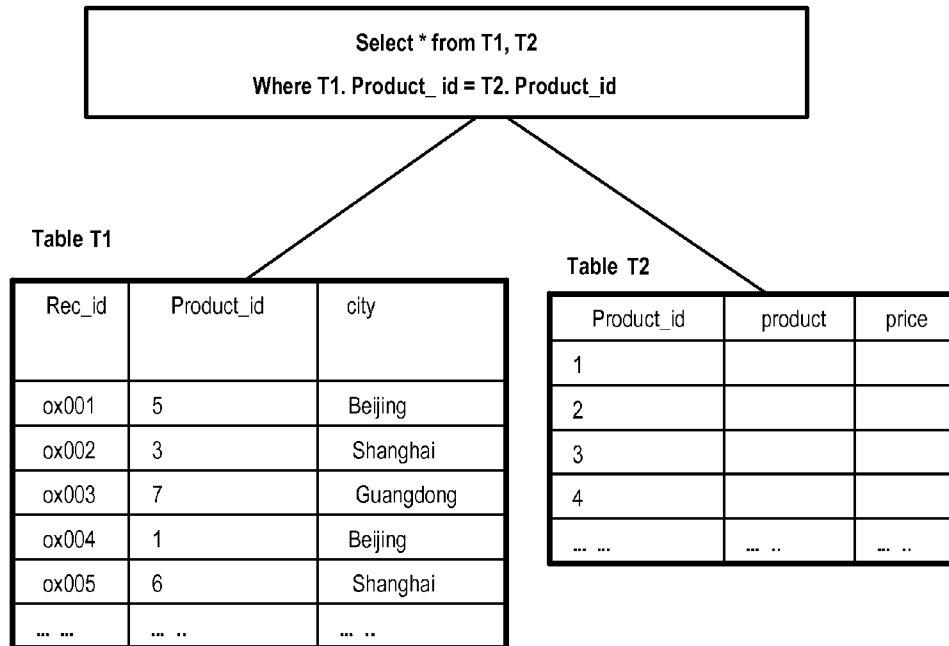 Select * from T1, T2
Where T1. Product_ id = T2. Product_id
Table T1
Rec_id Product_id city
ox001 5 Beijing
ox002 3 Shanghai
ox003 7 Guangdong
ox004 1 Beijing
ox005 6 Shanghai
... ... ... .. ... ..
Table T2
Product_id product price
1
2
3
4
... ... ... .. ... ..